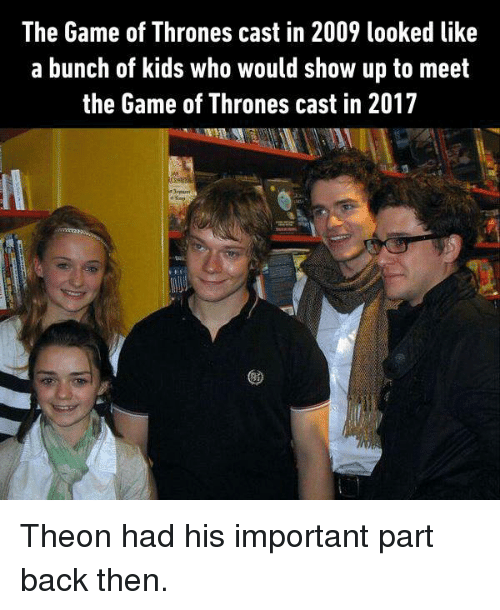 The Game of Thrones cast in 2009 looked like
a bunch of kids who would show up to meet
the Game of Thrones cast in 2017
Theon had his important part
back then.